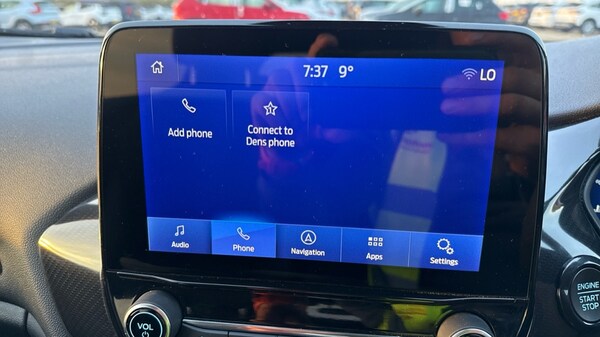 7:37 9° LO
Add phone
1
Connect to
Dens phone
Audio
Phone
Navigation
Apps
Settings
VOL
ENGINE
START
STOP